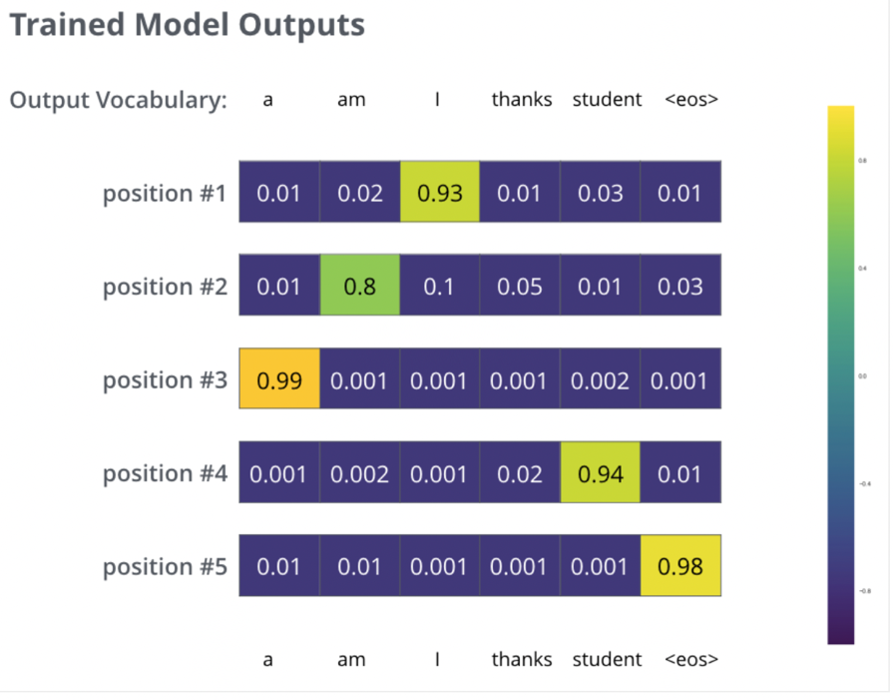 Trained Model Outputs
Output Vocabulary: a am I thanks student <eos>
position #1 0.01 0.02 0.93 0.01 0.03 0.01
position #2 0.01 0.8 0.1 0.05 0.01 0.03
position #3 0.99 0.001 0.001 0.001 0.002 0.001
position #4 0.001 0.002 0.001 0.02 0.94 0.01
position #5 0.01 0.01 0.001 0.001 0.001 0.98
a am I thanks student <eos>
0.8
0.4
0.0
-0.4
-0.8